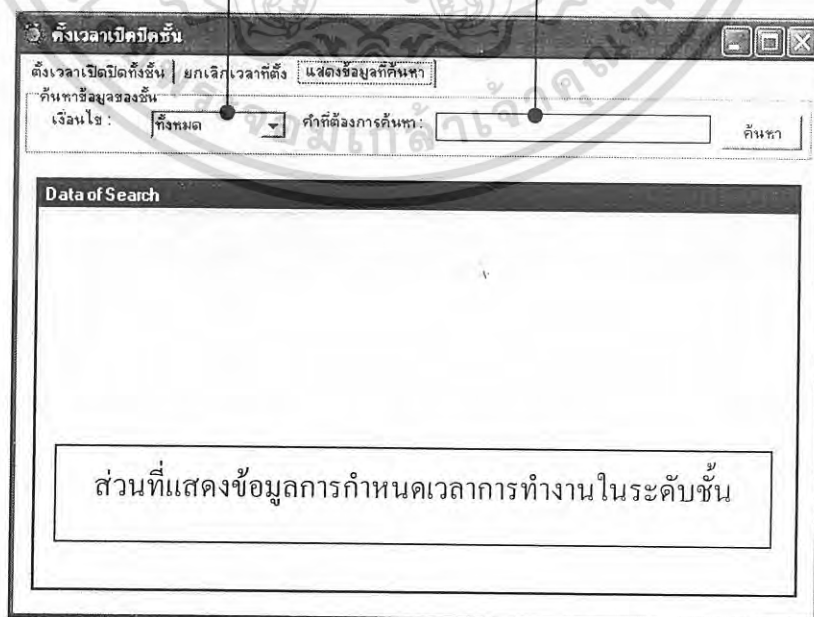 ตั้งเวลาเปิดปิดชั้น
ตั้งเวลาเปิดปิดทั้งชั้น ยกเลิกเวลาที่ตั้ง แสดงข้อมูลที่ค้นหา
ค้นหาข้อมูลของชั้น
เงื่อนไข : ทั้งหมด คำที่ต้องการค้นหา : ค้นหา
Data of Search
ส่วนที่แสดงข้อมูลการกำหนดเวลาการทำงานในระดับชั้น